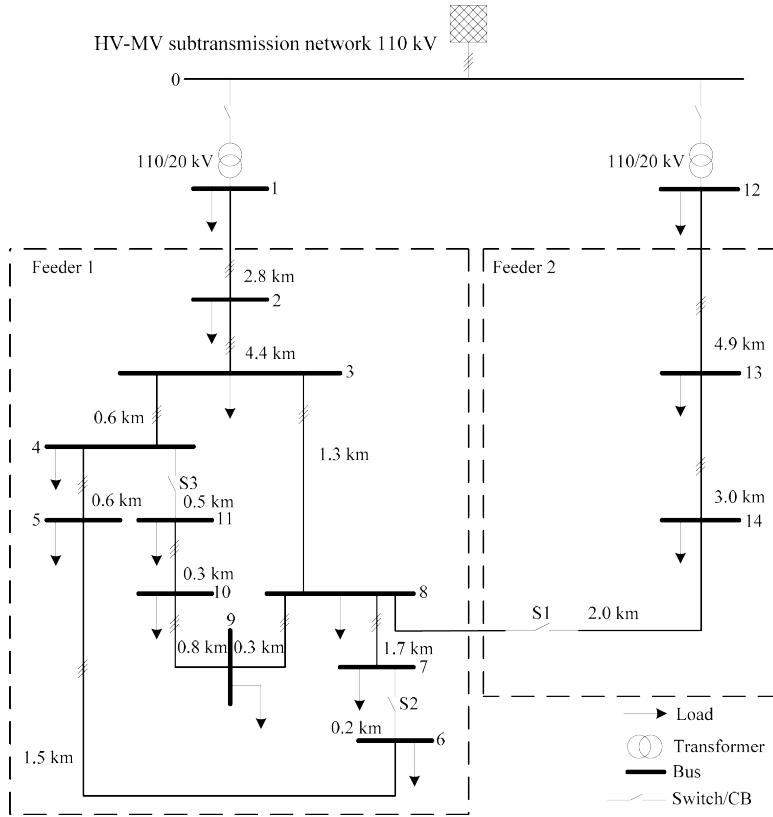 HV-MV subtransmission network 110 kV
0
110/20 kV
110/20 kV
1
12
Feeder 1
Feeder 2
2.8 km
2
4.4 km
4.9 km
3
13
0.6 km
4
1.3 km
S3
0.6 km
0.5 km
3.0 km
5
11
14
0.3 km
10
8
9
S1
2.0 km
0.8 km
0.3 km
1.7 km
7
S2
0.2 km
6
1.5 km
Load
Transformer
Bus
Switch/CB